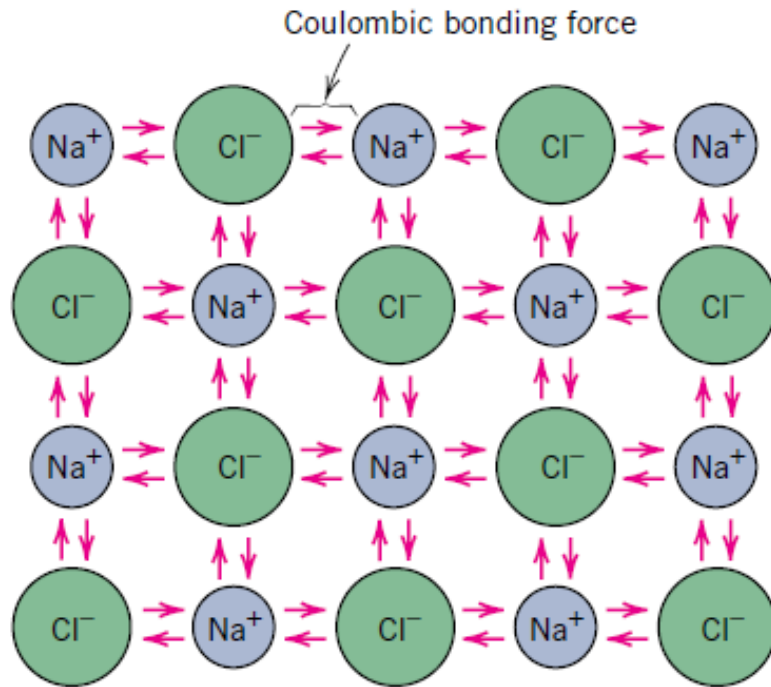 Coulombic bonding force
Na⁺ Cl⁻ Na⁺ Cl⁻ Na⁺
Cl⁻ Na⁺ Cl⁻ Na⁺ Cl⁻
Na⁺ Cl⁻ Na⁺ Cl⁻ Na⁺
Cl⁻ Na⁺ Cl⁻ Na⁺ Cl⁻